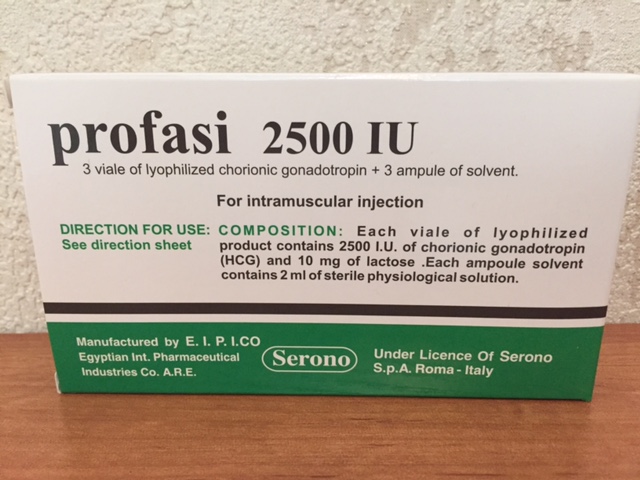 profasi 2500 IU
3 viale of lyophilized chorionic gonadotropin + 3 ampule of solvent.
For intramuscular injection
DIRECTION FOR USE:
See direction sheet
COMPOSITION: Each viale of lyophilized
product contains 2500 I.U. of chorionic gonadotropin
(HCG) and 10 mg of lactose .Each ampoule solvent
contains 2 ml of sterile physiological solution.
Manufactured by E. I. P. I.CO
Egyptian Int. Pharmaceutical
Industries Co. A.R.E.
Serono
Under Licence Of Serono
S.p.A. Roma - Italy